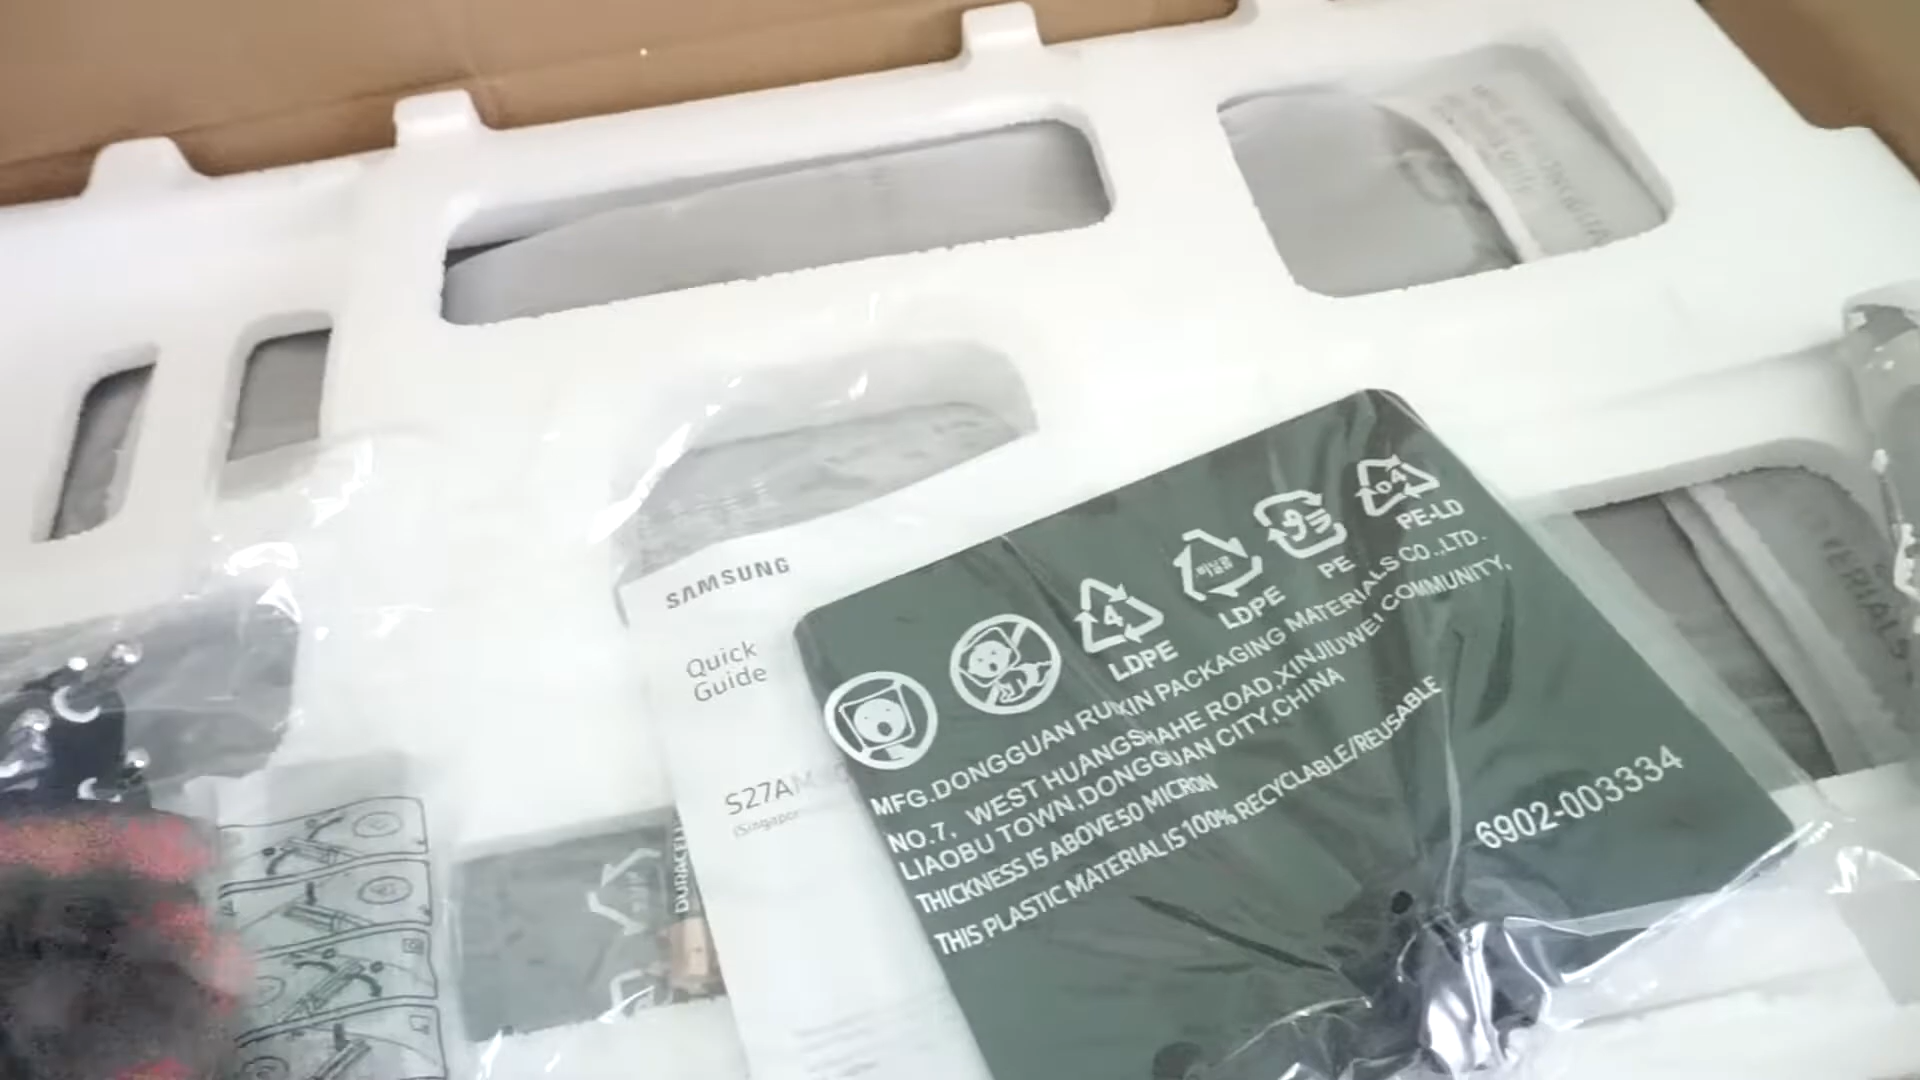 SAMSUNG
Quick
Guide
S27AM
(Singapor
DURACELL
04
PE-LD
PE
LDPE
4
LDPE
MFG.DONGGUAN RUIXIN PACKAGING MATERIALS CO.,LTD.
NO.7, WEST HUANGSHAHE ROAD,XINJIUWEI COMMUNITY,
LIAOBU TOWN,DONGGUAN CITY,CHINA
THICKNESS IS ABOVE50 MICRON
THIS PLASTIC MATERIAL IS 100% RECYCLABLE/REUSABLE
6902-003334